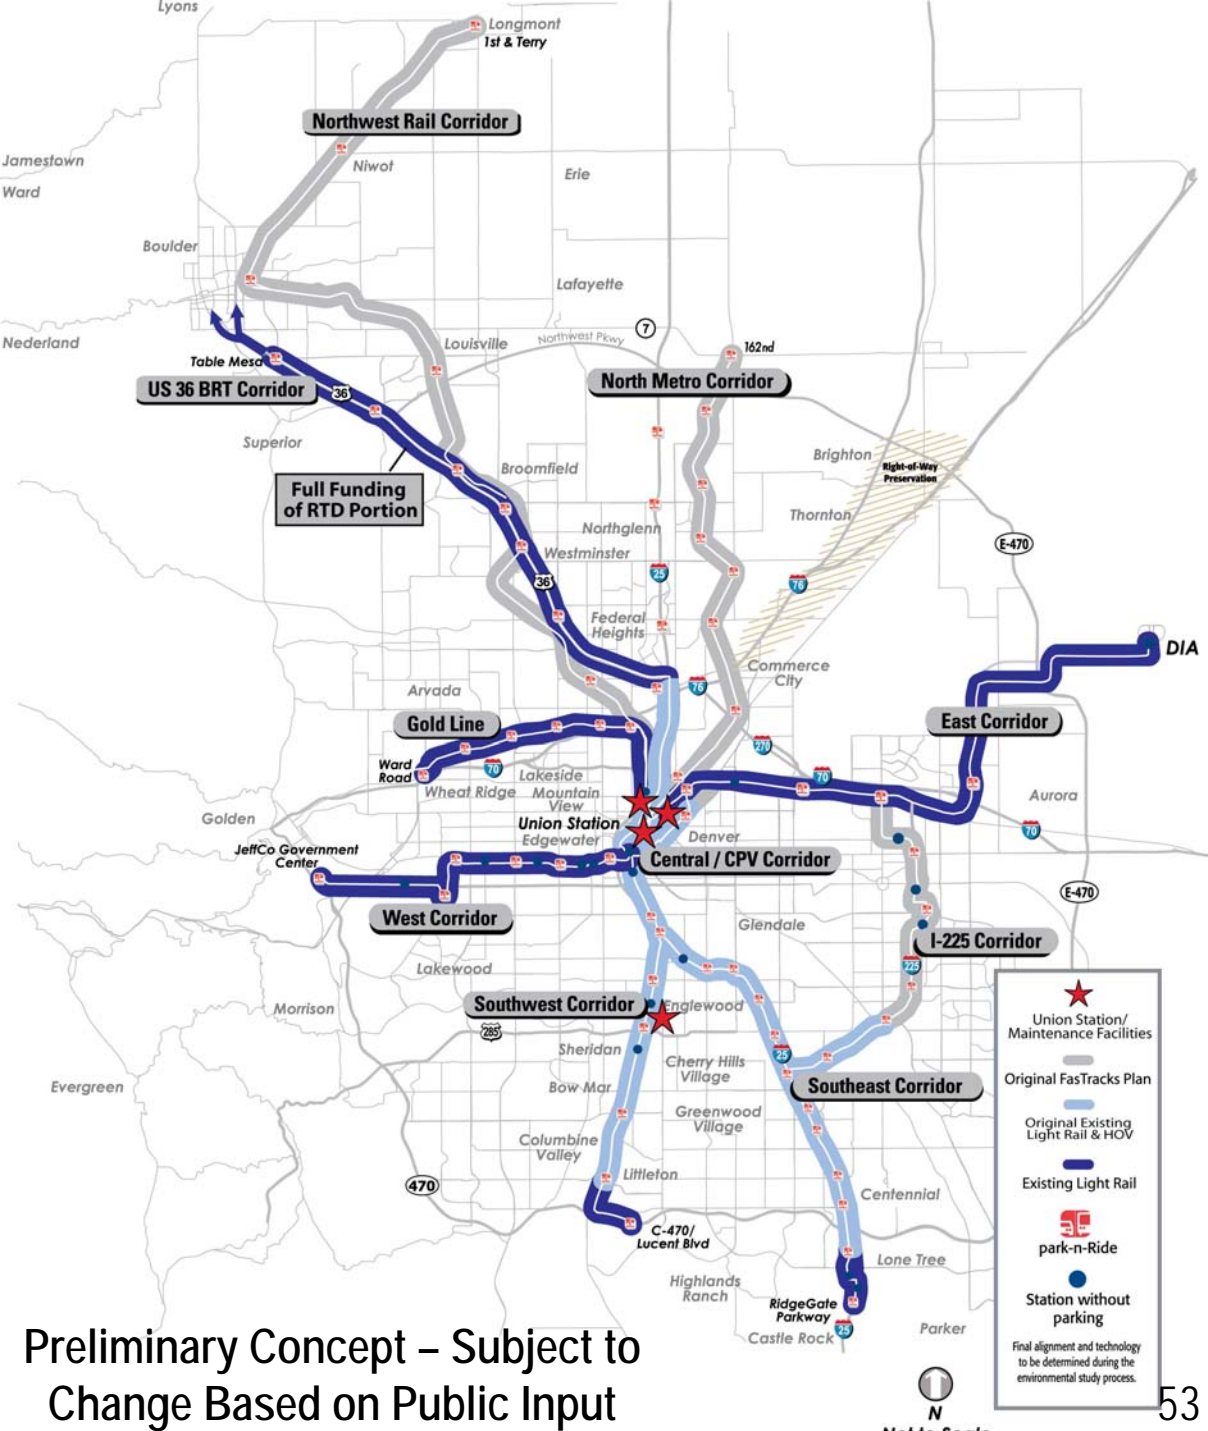 Lyons
Longmont
1st & Terry
Northwest Rail Corridor
Jamestown
Niwot
Erie
Ward
Boulder
Lafayette
7
Nederland
Louisville
Northwest Pkwy
162nd
Table Mesa
US 36 BRT Corridor
36
North Metro Corridor
Superior
Brighton
Right-of-Way
Preservation
Broomfield
Full Funding
of RTD Portion
Thornton
Northglenn
E-470
Westminster
25
36
76
Federal
Heights
DIA
Commerce
City
76
Arvada
Gold Line
East Corridor
270
Ward
Road
70
70
Lakeside
Wheat Ridge
Mountain
View
Aurora
Golden
Union Station
70
Edgewater
Denver
JeffCo Government
Center
Central / CPV Corridor
E-470
West Corridor
Glendale
I-225 Corridor
225
Lakewood
Morrison
Southwest Corridor
Englewood
285
Sheridan
25
Cherry Hills
Village
Evergreen
Bow Mar
Southeast Corridor
Greenwood
Village
Columbine
Valley
Littleton
470
Centennial
C-470/
Lucent Blvd
Lone Tree
Highlands
Ranch
RidgeGate
Parkway
25
Castle Rock
Parker
Union Station/
Maintenance Facilities
Original FasTracks Plan
Original Existing
Light Rail & HOV
Existing Light Rail
park-n-Ride
Station without
parking
Final alignment and technology
to be determined during the
environmental study process.
Preliminary Concept – Subject to
Change Based on Public Input
N
Not to Scale
53